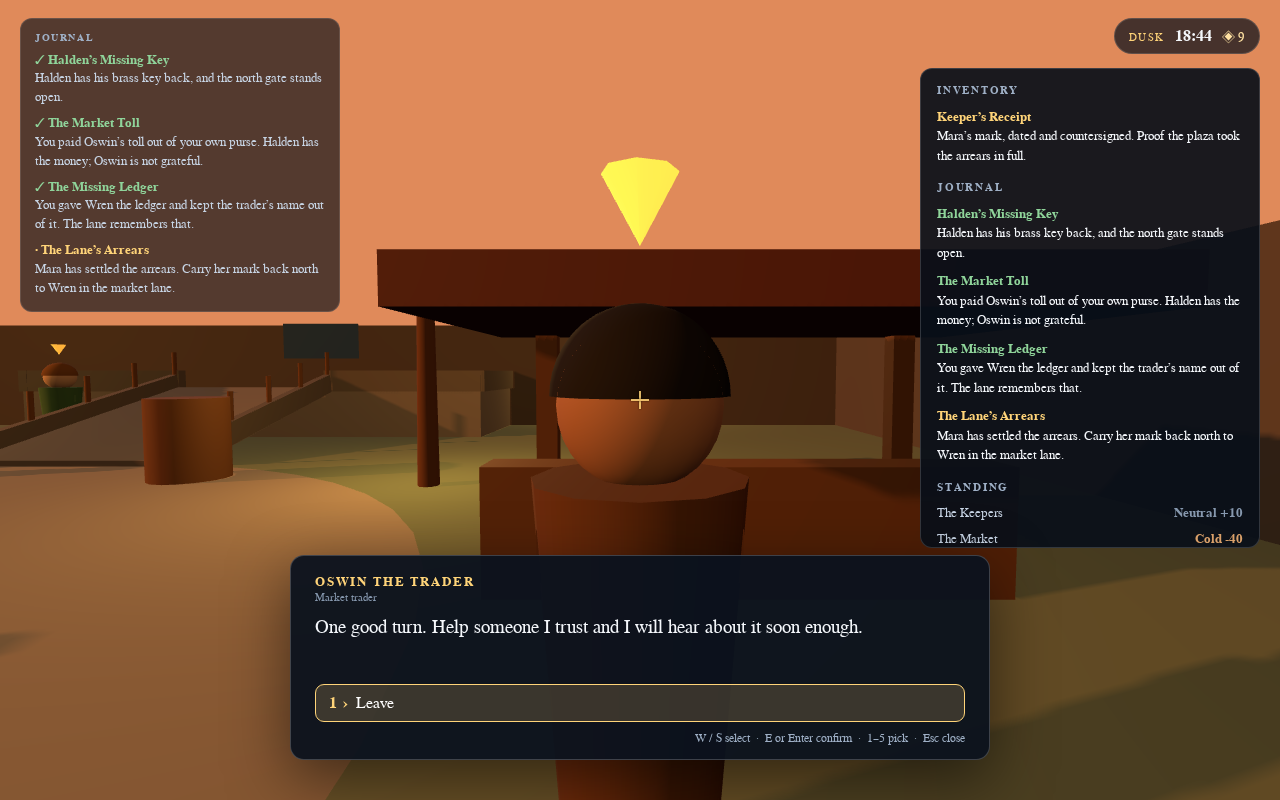 JOURNAL
✓ Halden's Missing Key
Halden has his brass key back, and the north gate stands
open.
✓ The Market Toll
You paid Oswin's toll out of your own purse. Halden has
the money; Oswin is not grateful.
✓ The Missing Ledger
You gave Wren the ledger and kept the trader's name out
of it. The lane remembers that.
· The Lane's Arrears
Mara has settled the arrears. Carry her mark back north
to Wren in the market lane.
DUSK 18:44 ◈ 9
INVENTORY
Keeper's Receipt
Mara's mark, dated and countersigned. Proof the plaza took
the arrears in full.
JOURNAL
Halden's Missing Key
Halden has his brass key back, and the north gate stands
open.
The Market Toll
You paid Oswin's toll out of your own purse. Halden has the
money; Oswin is not grateful.
The Missing Ledger
You gave Wren the ledger and kept the trader's name out of
it. The lane remembers that.
The Lane's Arrears
Mara has settled the arrears. Carry her mark back north to
Wren in the market lane.
STANDING
The Keepers Neutral +10
The Market Cold -40
OSWIN THE TRADER
Market trader
One good turn. Help someone I trust and I will hear about it soon enough.
1 › Leave
W / S select · E or Enter confirm · 1–5 pick · Esc close